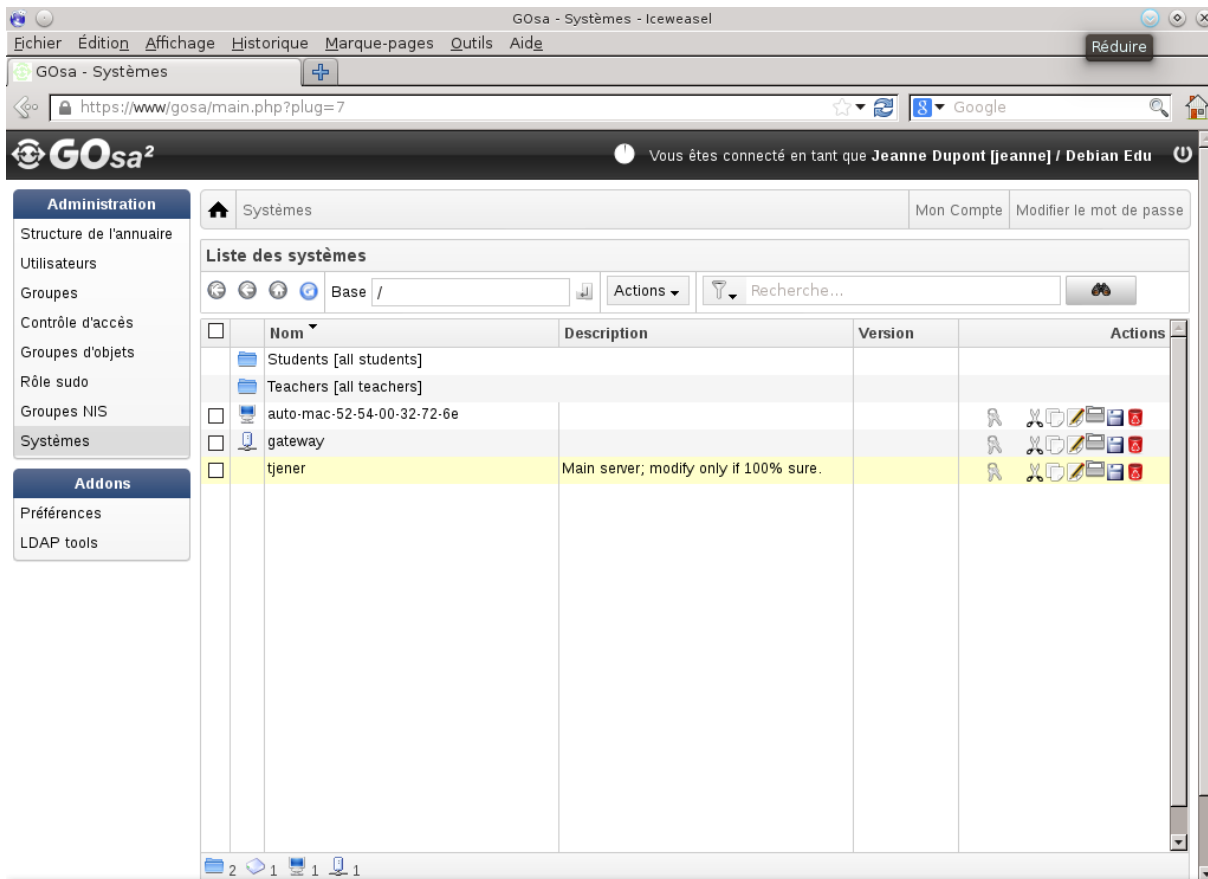 GOsa - Systèmes - Iceweasel
Fichier Édition Affichage Historique Marque-pages Outils Aide
Réduire
GOsa - Systèmes
https://www/gosa/main.php?plug=7
Google
GOsa²
Vous êtes connecté en tant que Jeanne Dupont [jeanne] / Debian Edu
Administration
Structure de l'annuaire
Utilisateurs
Groupes
Contrôle d'accès
Groupes d'objets
Rôle sudo
Groupes NIS
Systèmes
Addons
Préférences
LDAP tools
Systèmes
Mon Compte
Modifier le mot de passe
Liste des systèmes
Base /
Actions
Recherche...
Nom Description Version Actions
Students [all students]
Teachers [all teachers]
auto-mac-52-54-00-32-72-6e
gateway
tjener Main server; modify only if 100% sure.
2 1 1 1